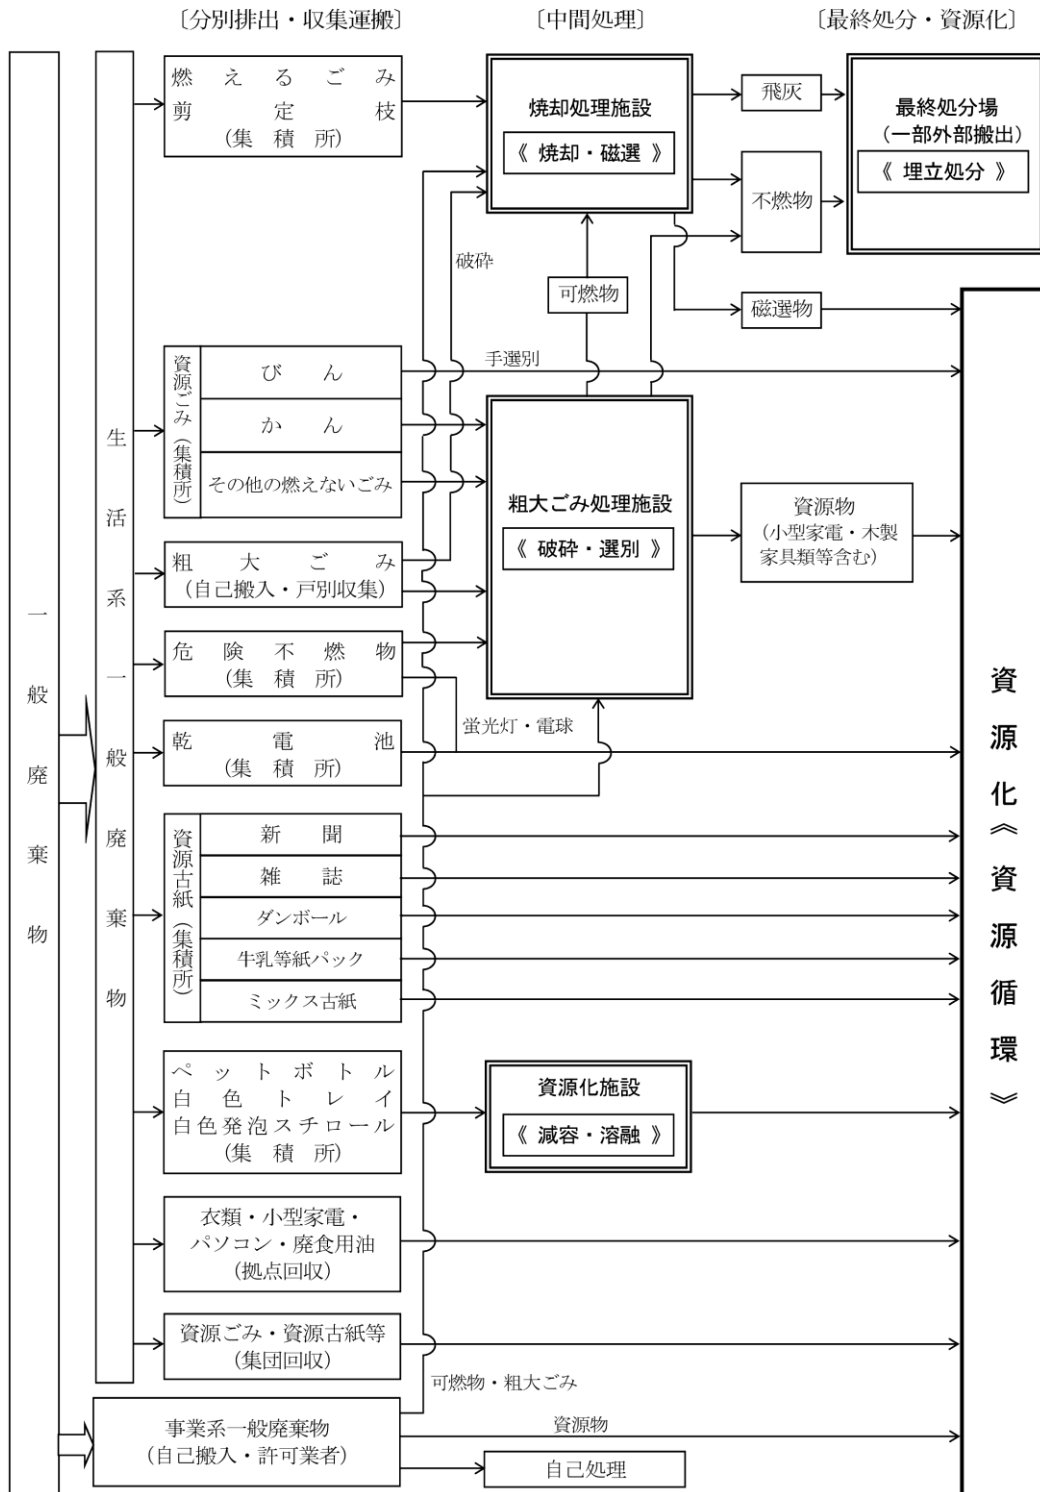 〔分別排出・収集運搬〕
〔中間処理〕
〔最終処分・資源化〕
一般廃棄物
生活系一般廃棄物
燃えるごみ
剪定枝
(集積所)
焼却処理施設
《 焼却・磁選 》
飛灰
不燃物
磁選物
最終処分場
(一部外部搬出)
《 埋立処分 》
破砕
可燃物
手選別
資源ごみ(集積所)
びん
かん
その他の燃えないごみ
粗大ごみ処理施設
《 破砕・選別 》
資源物
(小型家電・木製
家具類等含む)
粗大ごみ
(自己搬入・戸別収集)
危険不燃物
(集積所)
蛍光灯・電球
乾電池
(集積所)
資源古紙(集積所)
新聞
雑誌
ダンボール
牛乳等紙パック
ミックス古紙
ペットボトル
白色トレイ
白色発泡スチロール
(集積所)
資源化施設
《 減容・溶融 》
衣類・小型家電・
パソコン・廃食用油
(拠点回収)
資源ごみ・資源古紙等
(集団回収)
可燃物・粗大ごみ
事業系一般廃棄物
(自己搬入・許可業者)
資源物
自己処理
資源化《資源循環》